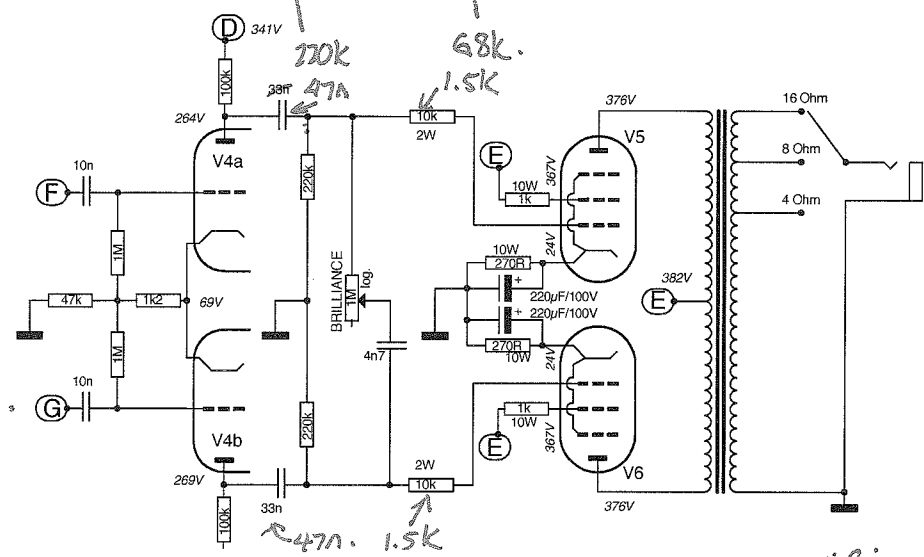 D 341V
220k
68k.
33n 47n
1.5k
100k
264V
10k
2W
376V
16 Ohm
V4a
V5
10n
E
8 Ohm
F
10W
1k
367V
220k
4 Ohm
1M
24V
10W
270R
BRILLIANCE
1M
log.
382V
E
47k
1k2
69V
+
220µF/100V
+
220µF/100V
1M
4n7
270R
10W
24V
10n
G
1k
10W
E
367V
V4b
220k
2W
V6
269V
10k
376V
33n
100k
47n.
1.5k